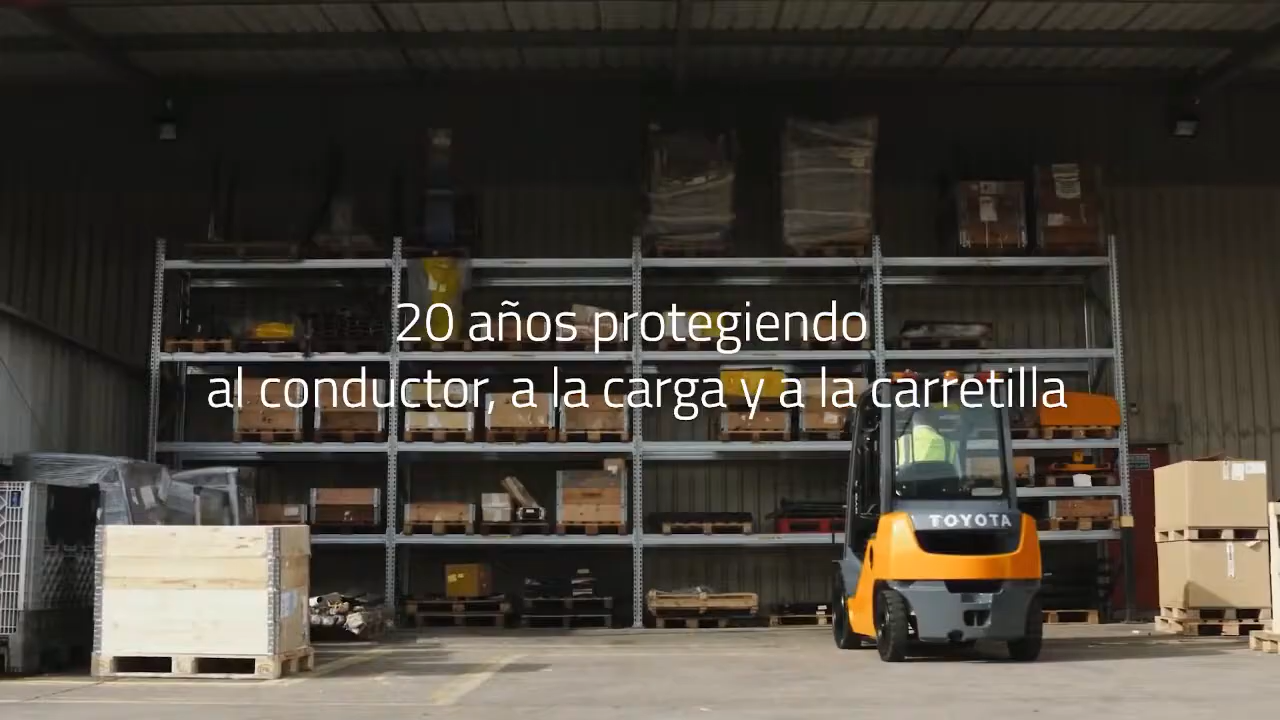 20 años protegiendo
al conductor, a la carga y a la carretilla
TOYOTA